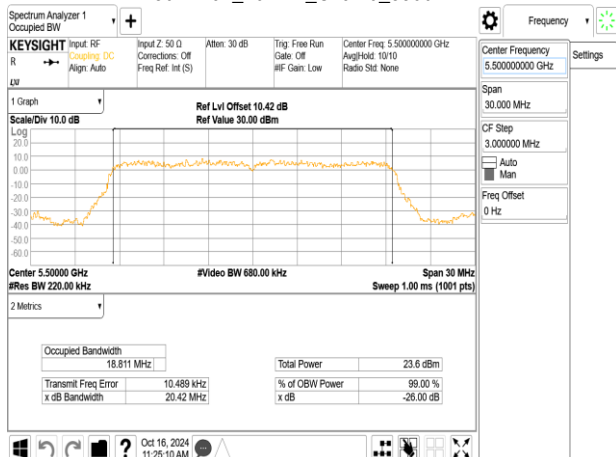 Spectrum Analyzer 1
Occupied BW
Frequency
KEYSIGHT
R
LXI
Input: RF
Coupling: DC
Align: Auto
Input Z: 50 Ω
Corrections: Off
Freq Ref: Int (S)
Atten: 30 dB
Trig: Free Run
Gate: Off
#IF Gain: Low
Center Freq: 5.500000000 GHz
Avg|Hold: 10/10
Radio Std: None
Center Frequency
5.500000000 GHz
Settings
Span
30.000 MHz
CF Step
3.000000 MHz
Auto
Man
Freq Offset
0 Hz
1 Graph
Scale/Div 10.0 dB
Ref Lvl Offset 10.42 dB
Ref Value 30.00 dBm
Log
20.0
10.0
0.00
-10.0
-20.0
-30.0
-40.0
-50.0
-60.0
Center 5.50000 GHz
#Video BW 680.00 kHz
Span 30 MHz
#Res BW 220.00 kHz
Sweep 1.00 ms (1001 pts)
2 Metrics
Occupied Bandwidth
18.811 MHz
Total Power 23.6 dBm
Transmit Freq Error 10.489 kHz
% of OBW Power 99.00 %
x dB Bandwidth 20.42 MHz
x dB -26.00 dB
?
Oct 16, 2024
11:25:10 AM